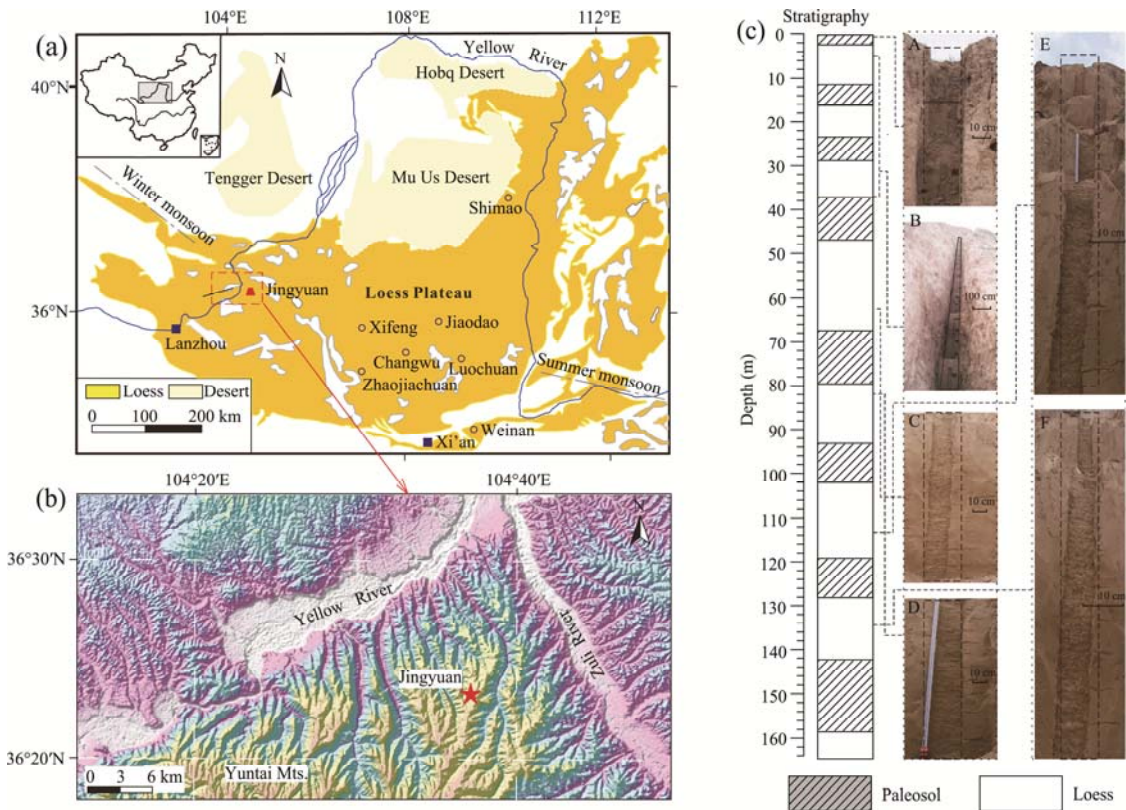 104°E
108°E
112°E
(a)
N
Yellow
River
Hobq Desert
40°N
Tengger Desert
Mu Us Desert
Shimao
Winter monsoon
Jingyuan
Loess Plateau
36°N
Lanzhou
Xifeng
Jiaodao
Changwu
Luochuan
Zhaojiachuan
Summer monsoon
Loess
Desert
0 100 200 km
Weinan
Xi'an
(b)
104°20'E
104°40'E
N
36°30'N
Yellow River
Zuli River
Jingyuan
36°20'N
0 3 6 km
Yuntai Mts.
(c)
Stratigraphy
Depth (m)
0
10
20
30
40
50
60
70
80
90
100
110
120
130
140
150
160
A
10 cm
B
100 cm
C
10 cm
D
10 cm
E
10 cm
F
10 cm
Paleosol
Loess